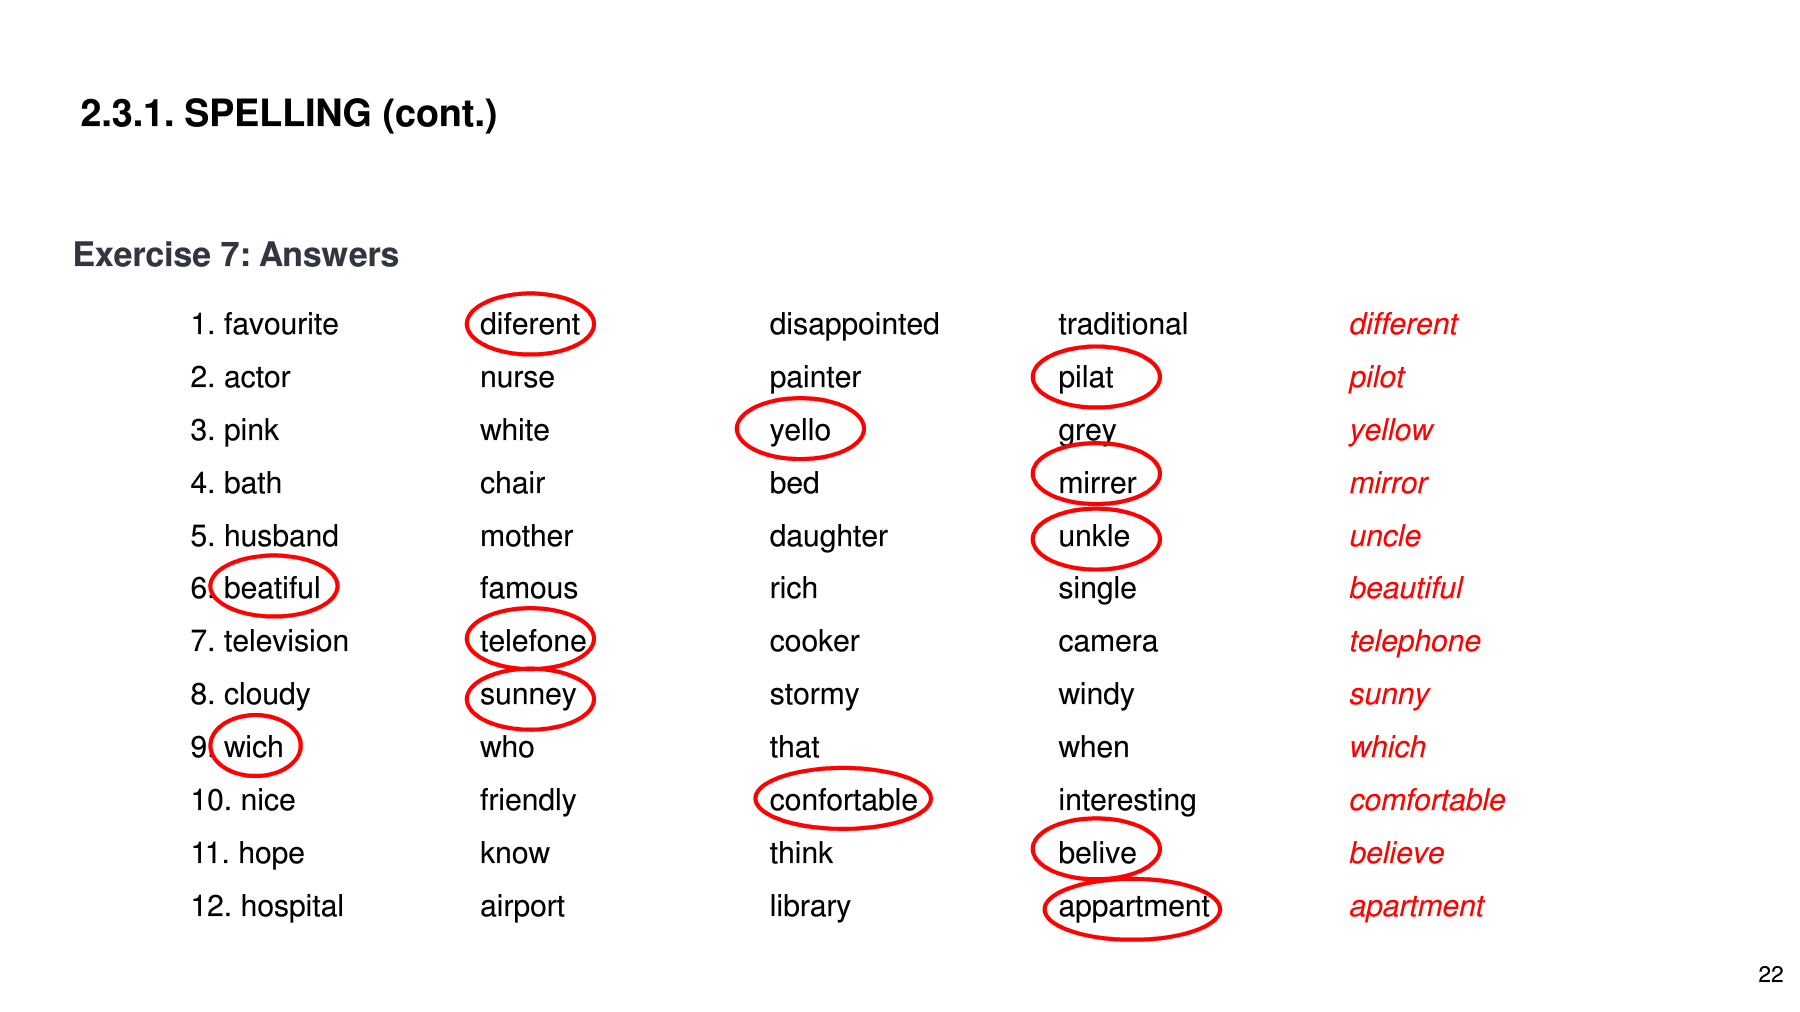 2.3.1. SPELLING (cont.)
Exercise 7: Answers
1. favourite diferent disappointed traditional different
2. actor nurse painter pilat pilot
3. pink white yello grey yellow
4. bath chair bed mirrer mirror
5. husband mother daughter unkle uncle
6. beatiful famous rich single beautiful
7. television telefone cooker camera telephone
8. cloudy sunney stormy windy sunny
9. wich who that when which
10. nice friendly confortable interesting comfortable
11. hope know think belive believe
12. hospital airport library appartment apartment
22